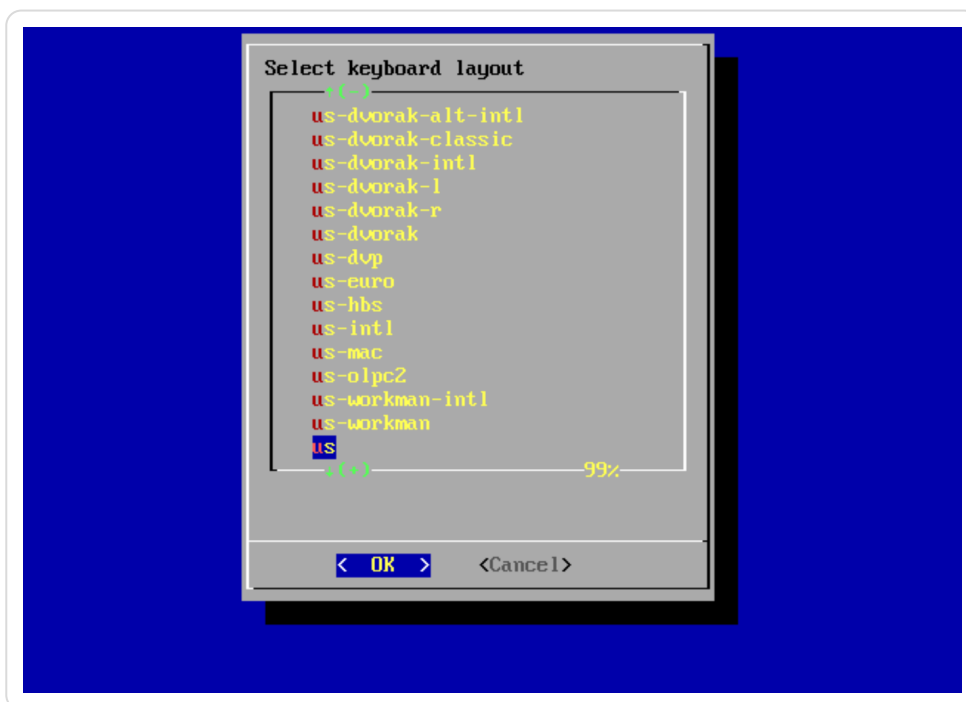 Select keyboard layout
↑(-)
us-dvorak-alt-intl
us-dvorak-classic
us-dvorak-intl
us-dvorak-l
us-dvorak-r
us-dvorak
us-dvp
us-euro
us-hbs
us-intl
us-mac
us-olpc2
us-workman-intl
us-workman
us
↓(+) 99%
< OK > <Cancel>